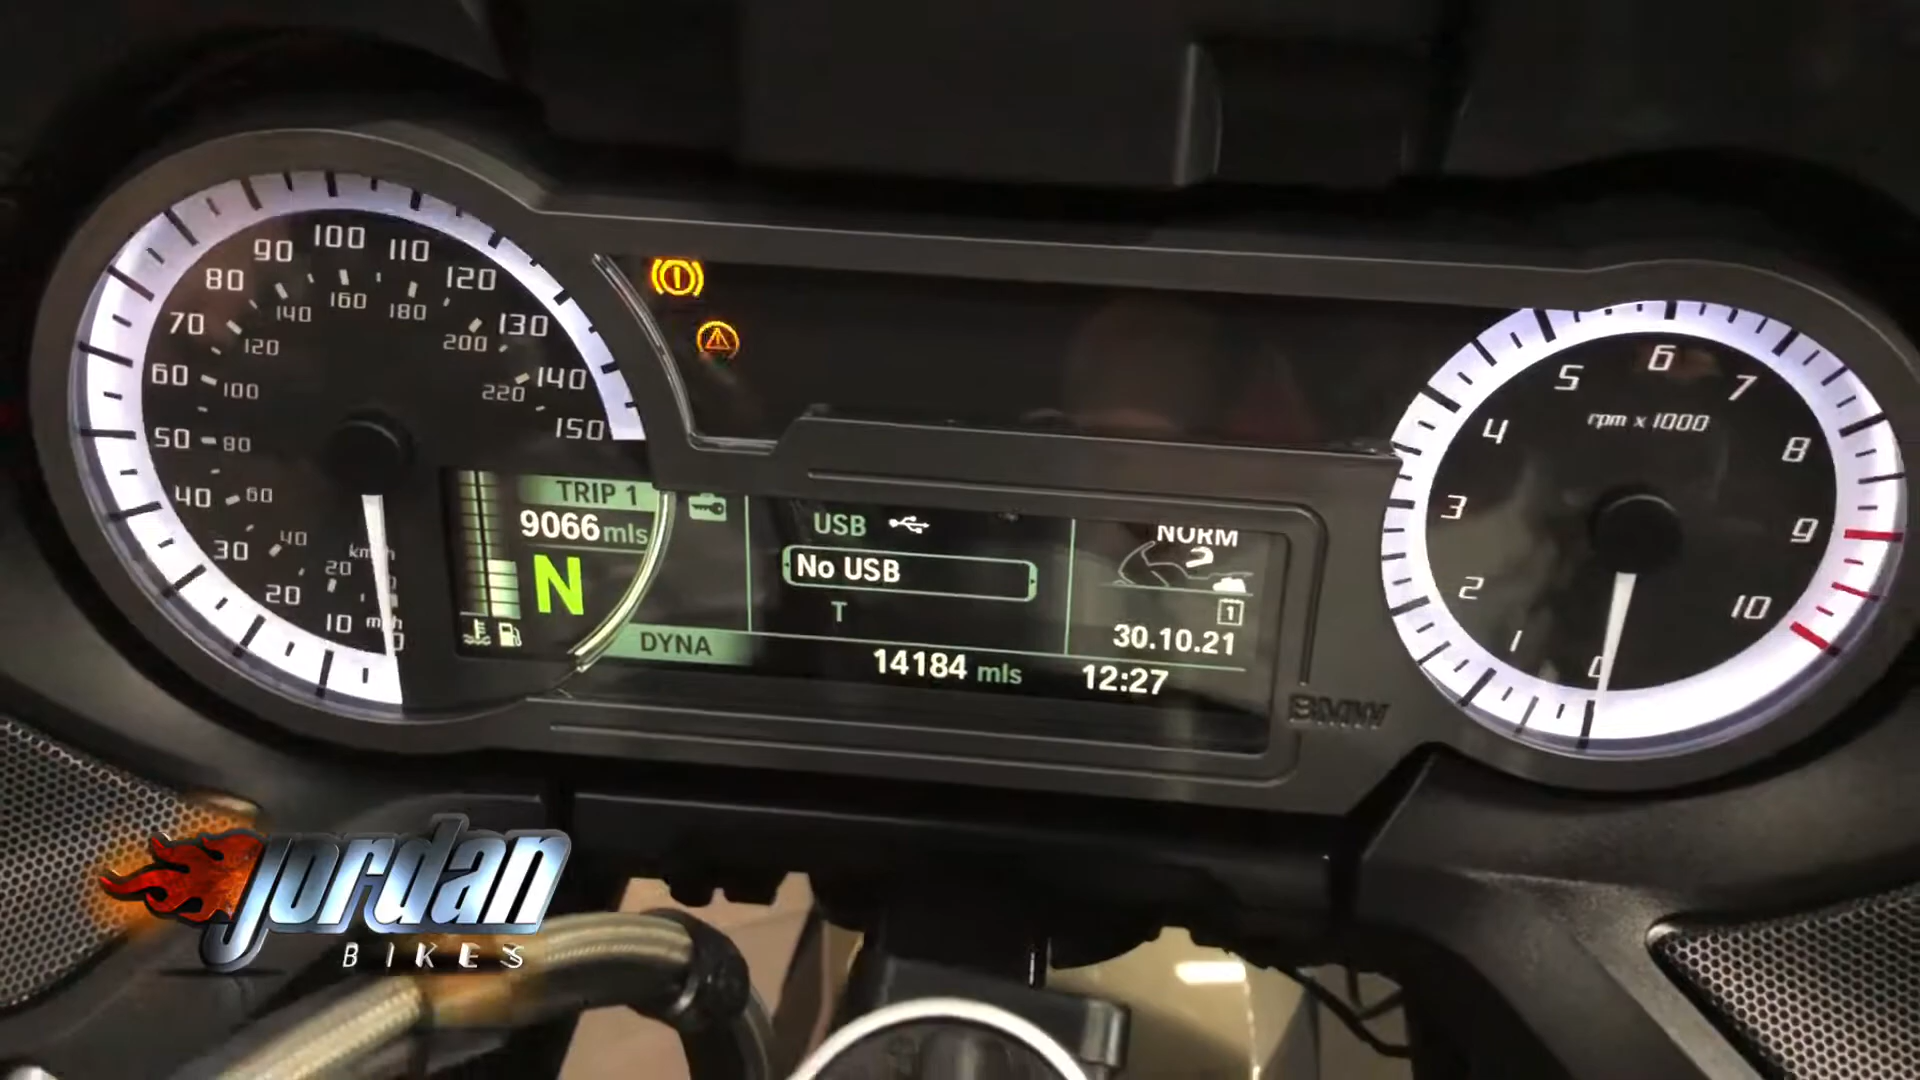 100
90
110
80
120
160
140
180
70
130
120
200
60
100
220
140
50
80
150
40
60
30
40
km/h
20
20
10
mph
0
TRIP 1
9066 mls
N
DYNA
USB
No USB
T
14184 mls
NORM
1
30.10.21
12:27
BMW
6
5
7
rpm x 1000
4
8
3
9
2
10
1
0
jordan
BIKES